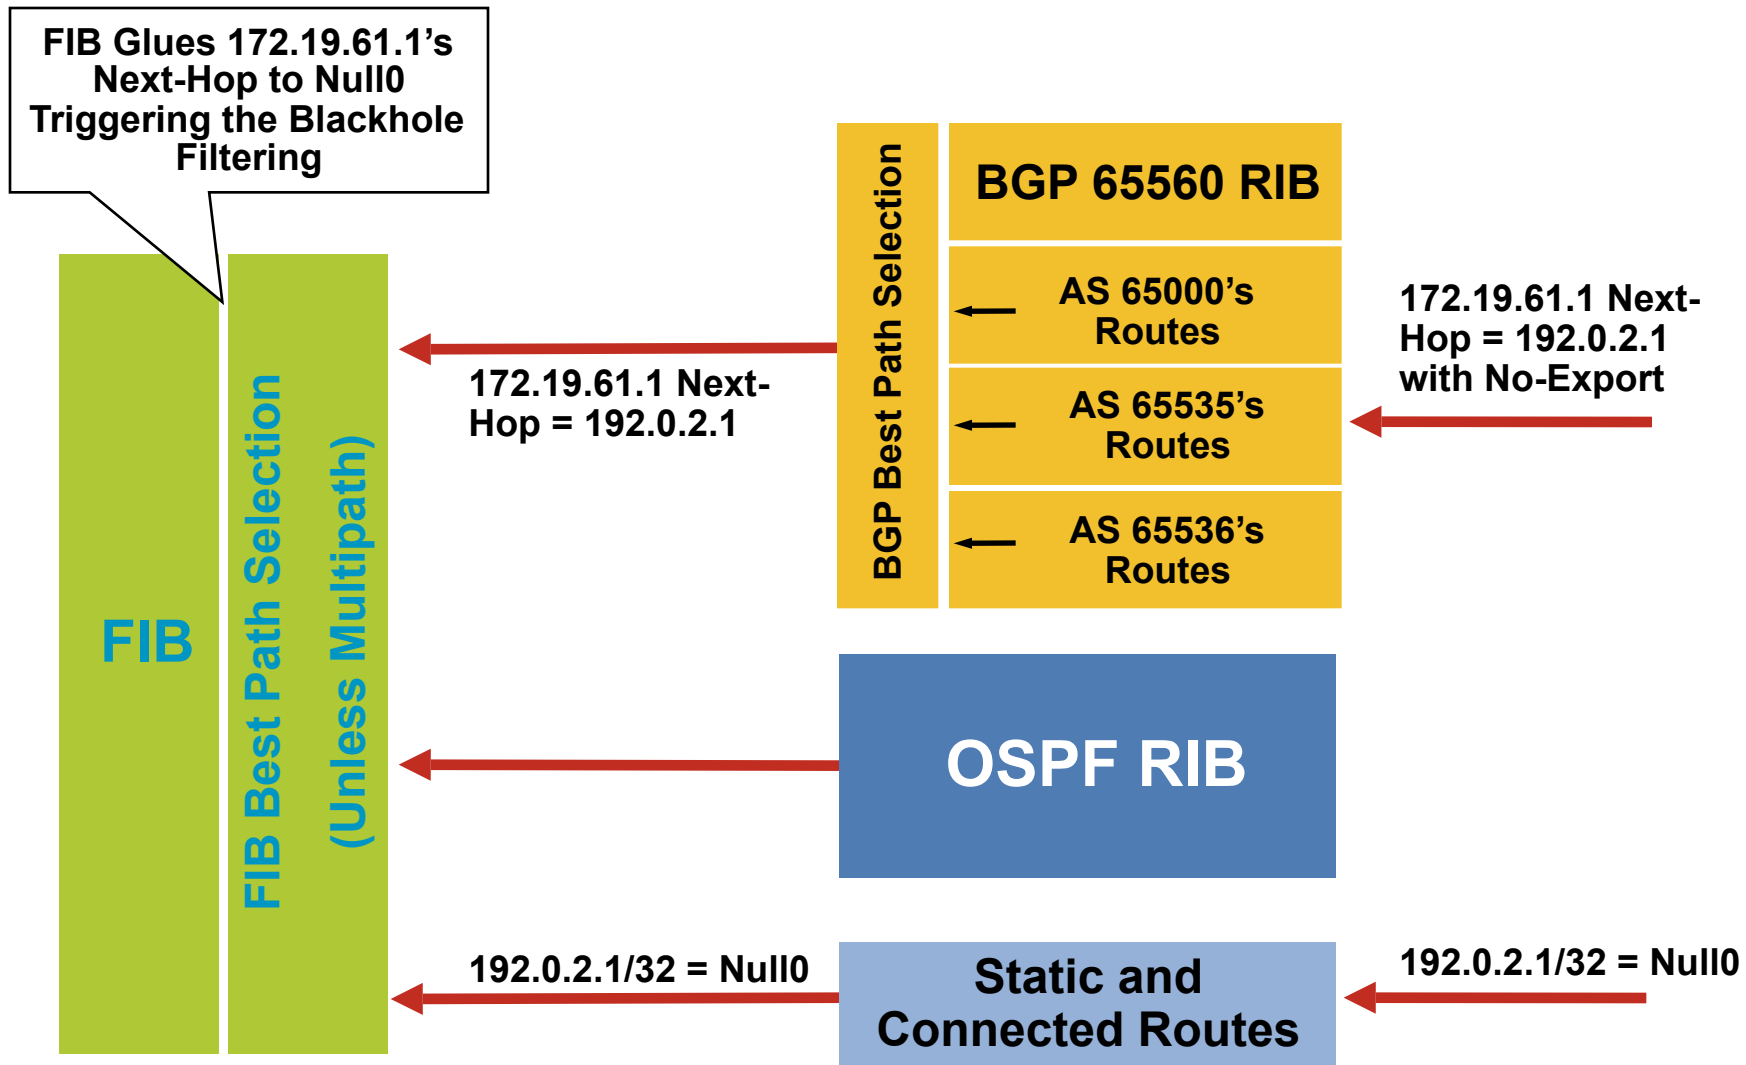 FIB Glues 172.19.61.1’s
Next-Hop to Null0
Triggering the Blackhole
Filtering
FIB
FIB Best Path Selection
(Unless Multipath)
172.19.61.1 Next-
Hop = 192.0.2.1
BGP Best Path Selection
BGP 65560 RIB
AS 65000’s
Routes
AS 65535’s
Routes
AS 65536’s
Routes
172.19.61.1 Next-
Hop = 192.0.2.1
with No-Export
OSPF RIB
192.0.2.1/32 = Null0
Static and
Connected Routes
192.0.2.1/32 = Null0